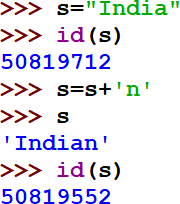 >>> s="India"
>>> id(s)
50819712
>>> s=s+'n'
>>> s
'Indian'
>>> id(s)
50819552